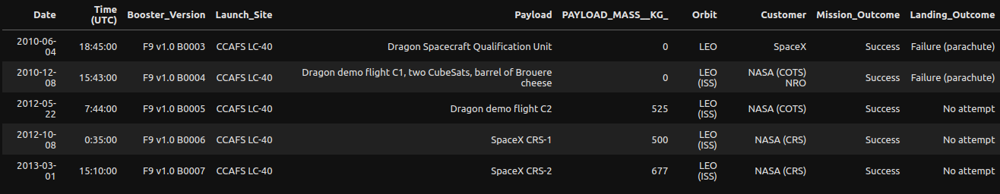 Date Time (UTC) Booster_Version Launch_Site Payload PAYLOAD_MASS__KG_ Orbit Customer Mission_Outcome Landing_Outcome
2010-06-04 18:45:00 F9 v1.0 B0003 CCAFS LC-40 Dragon Spacecraft Qualification Unit 0 LEO SpaceX Success Failure (parachute)
2010-12-08 15:43:00 F9 v1.0 B0004 CCAFS LC-40 Dragon demo flight C1, two CubeSats, barrel of Brouere cheese 0 LEO (ISS) NASA (COTS) NRO Success Failure (parachute)
2012-05-22 7:44:00 F9 v1.0 B0005 CCAFS LC-40 Dragon demo flight C2 525 LEO (ISS) NASA (COTS) Success No attempt
2012-10-08 0:35:00 F9 v1.0 B0006 CCAFS LC-40 SpaceX CRS-1 500 LEO (ISS) NASA (CRS) Success No attempt
2013-03-01 15:10:00 F9 v1.0 B0007 CCAFS LC-40 SpaceX CRS-2 677 LEO (ISS) NASA (CRS) Success No attempt